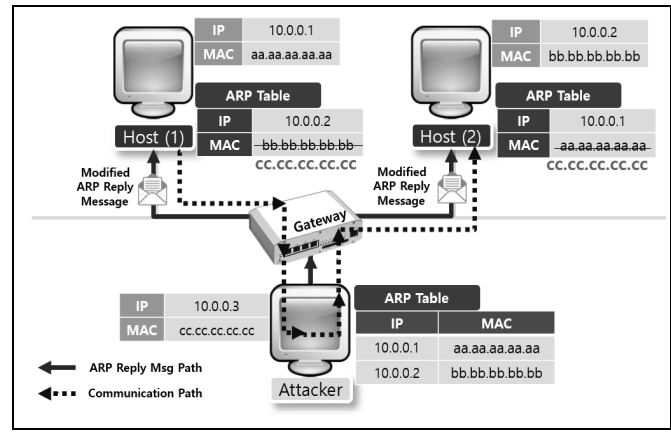 IP 10.0.0.1
MAC aa.aa.aa.aa.aa
ARP Table
IP 10.0.0.2
MAC bb.bb.bb.bb.bb
cc.cc.cc.cc.cc
Host (1)
Modified
ARP Reply
Message
IP 10.0.0.2
MAC bb.bb.bb.bb.bb
ARP Table
IP 10.0.0.1
MAC aa.aa.aa.aa.aa
cc.cc.cc.cc.cc
Host (2)
Modified
ARP Reply
Message
Gateway
IP 10.0.0.3
MAC cc.cc.cc.cc.cc
Attacker
ARP Table
IP MAC
10.0.0.1 aa.aa.aa.aa.aa
10.0.0.2 bb.bb.bb.bb.bb
ARP Reply Msg Path
Communication Path